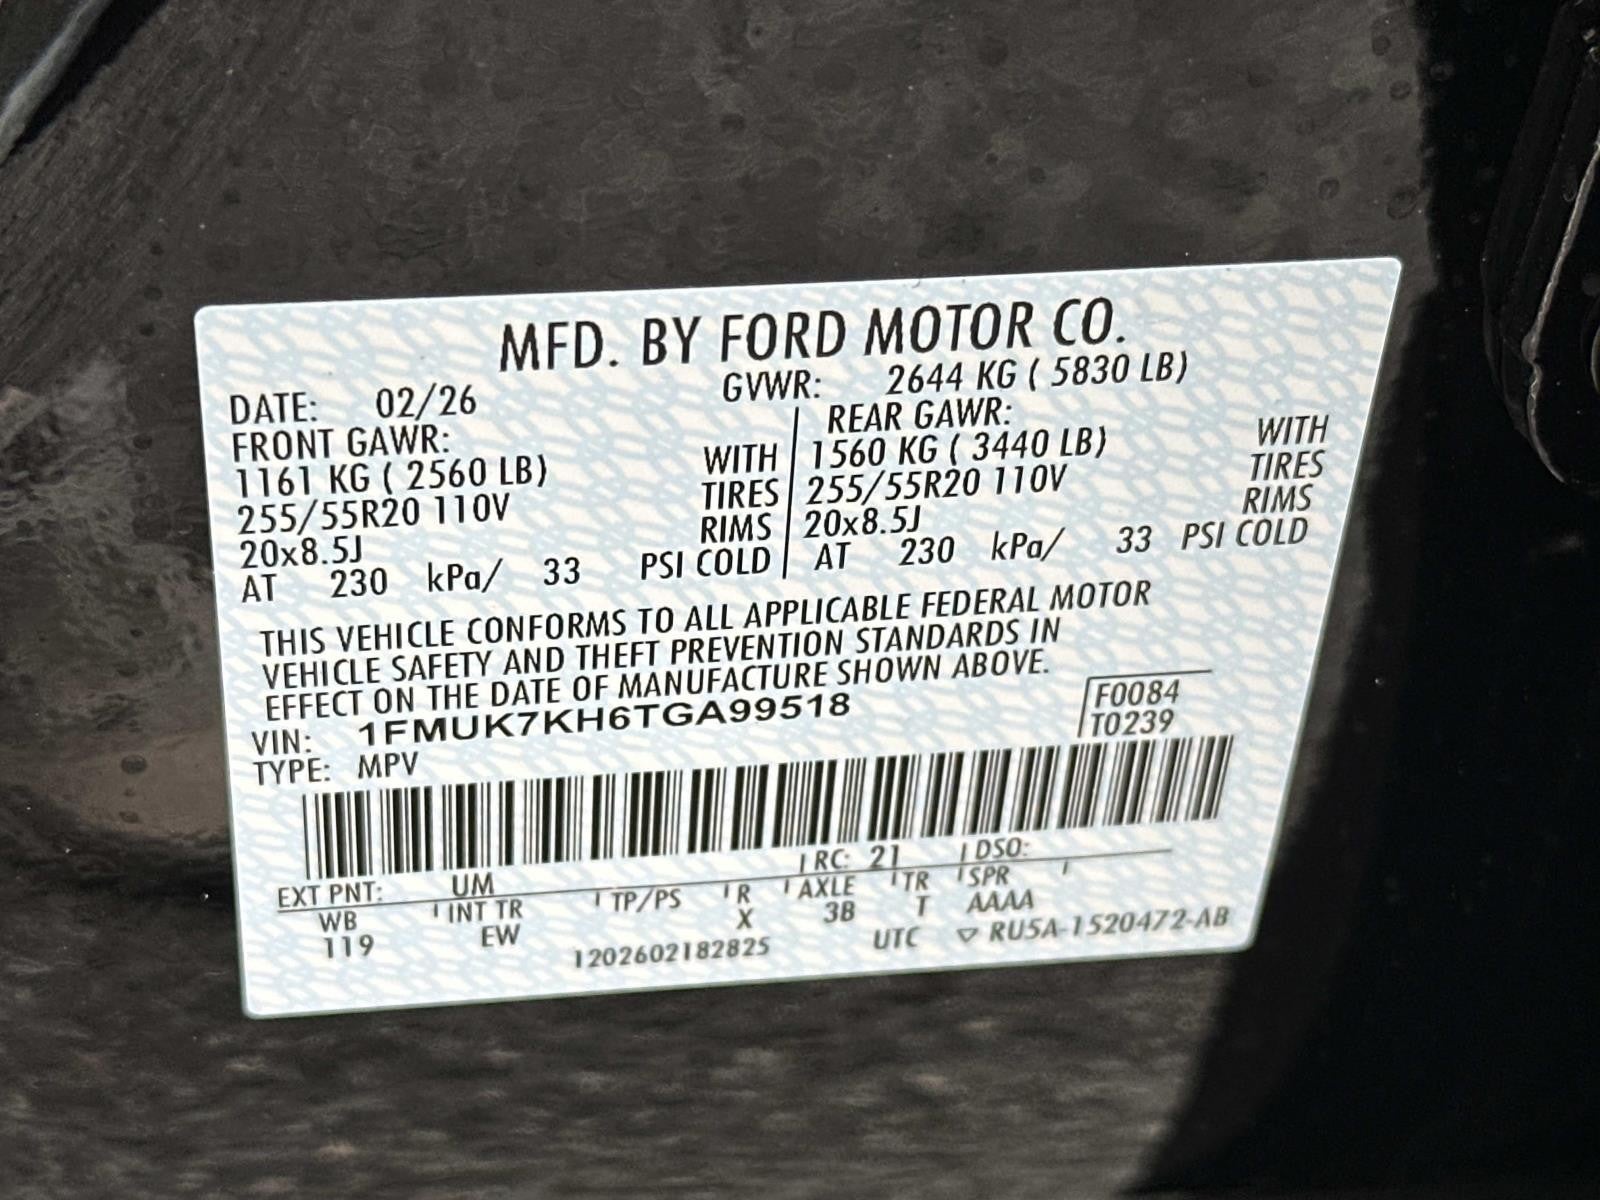 MFD. BY FORD MOTOR CO.
DATE: 02/26 GVWR: 2644 KG ( 5830 LB)
FRONT GAWR: REAR GAWR:
1161 KG ( 2560 LB) WITH 1560 KG ( 3440 LB) WITH
255/55R20 110V TIRES 255/55R20 110V TIRES
20x8.5J RIMS 20x8.5J RIMS
AT 230 kPa/ 33 PSI COLD AT 230 kPa/ 33 PSI COLD
THIS VEHICLE CONFORMS TO ALL APPLICABLE FEDERAL MOTOR
VEHICLE SAFETY AND THEFT PREVENTION STANDARDS IN
EFFECT ON THE DATE OF MANUFACTURE SHOWN ABOVE.
VIN: 1FMUK7KH6TGA99518 F0084
TYPE: MPV T0239
EXT PNT: UM RC: 21 DSO:
WB INT TR TP/PS R AXLE TR SPR
119 EW X 3B T AAAA
1202602182825 UTC ▽ RU5A-1520472-AB